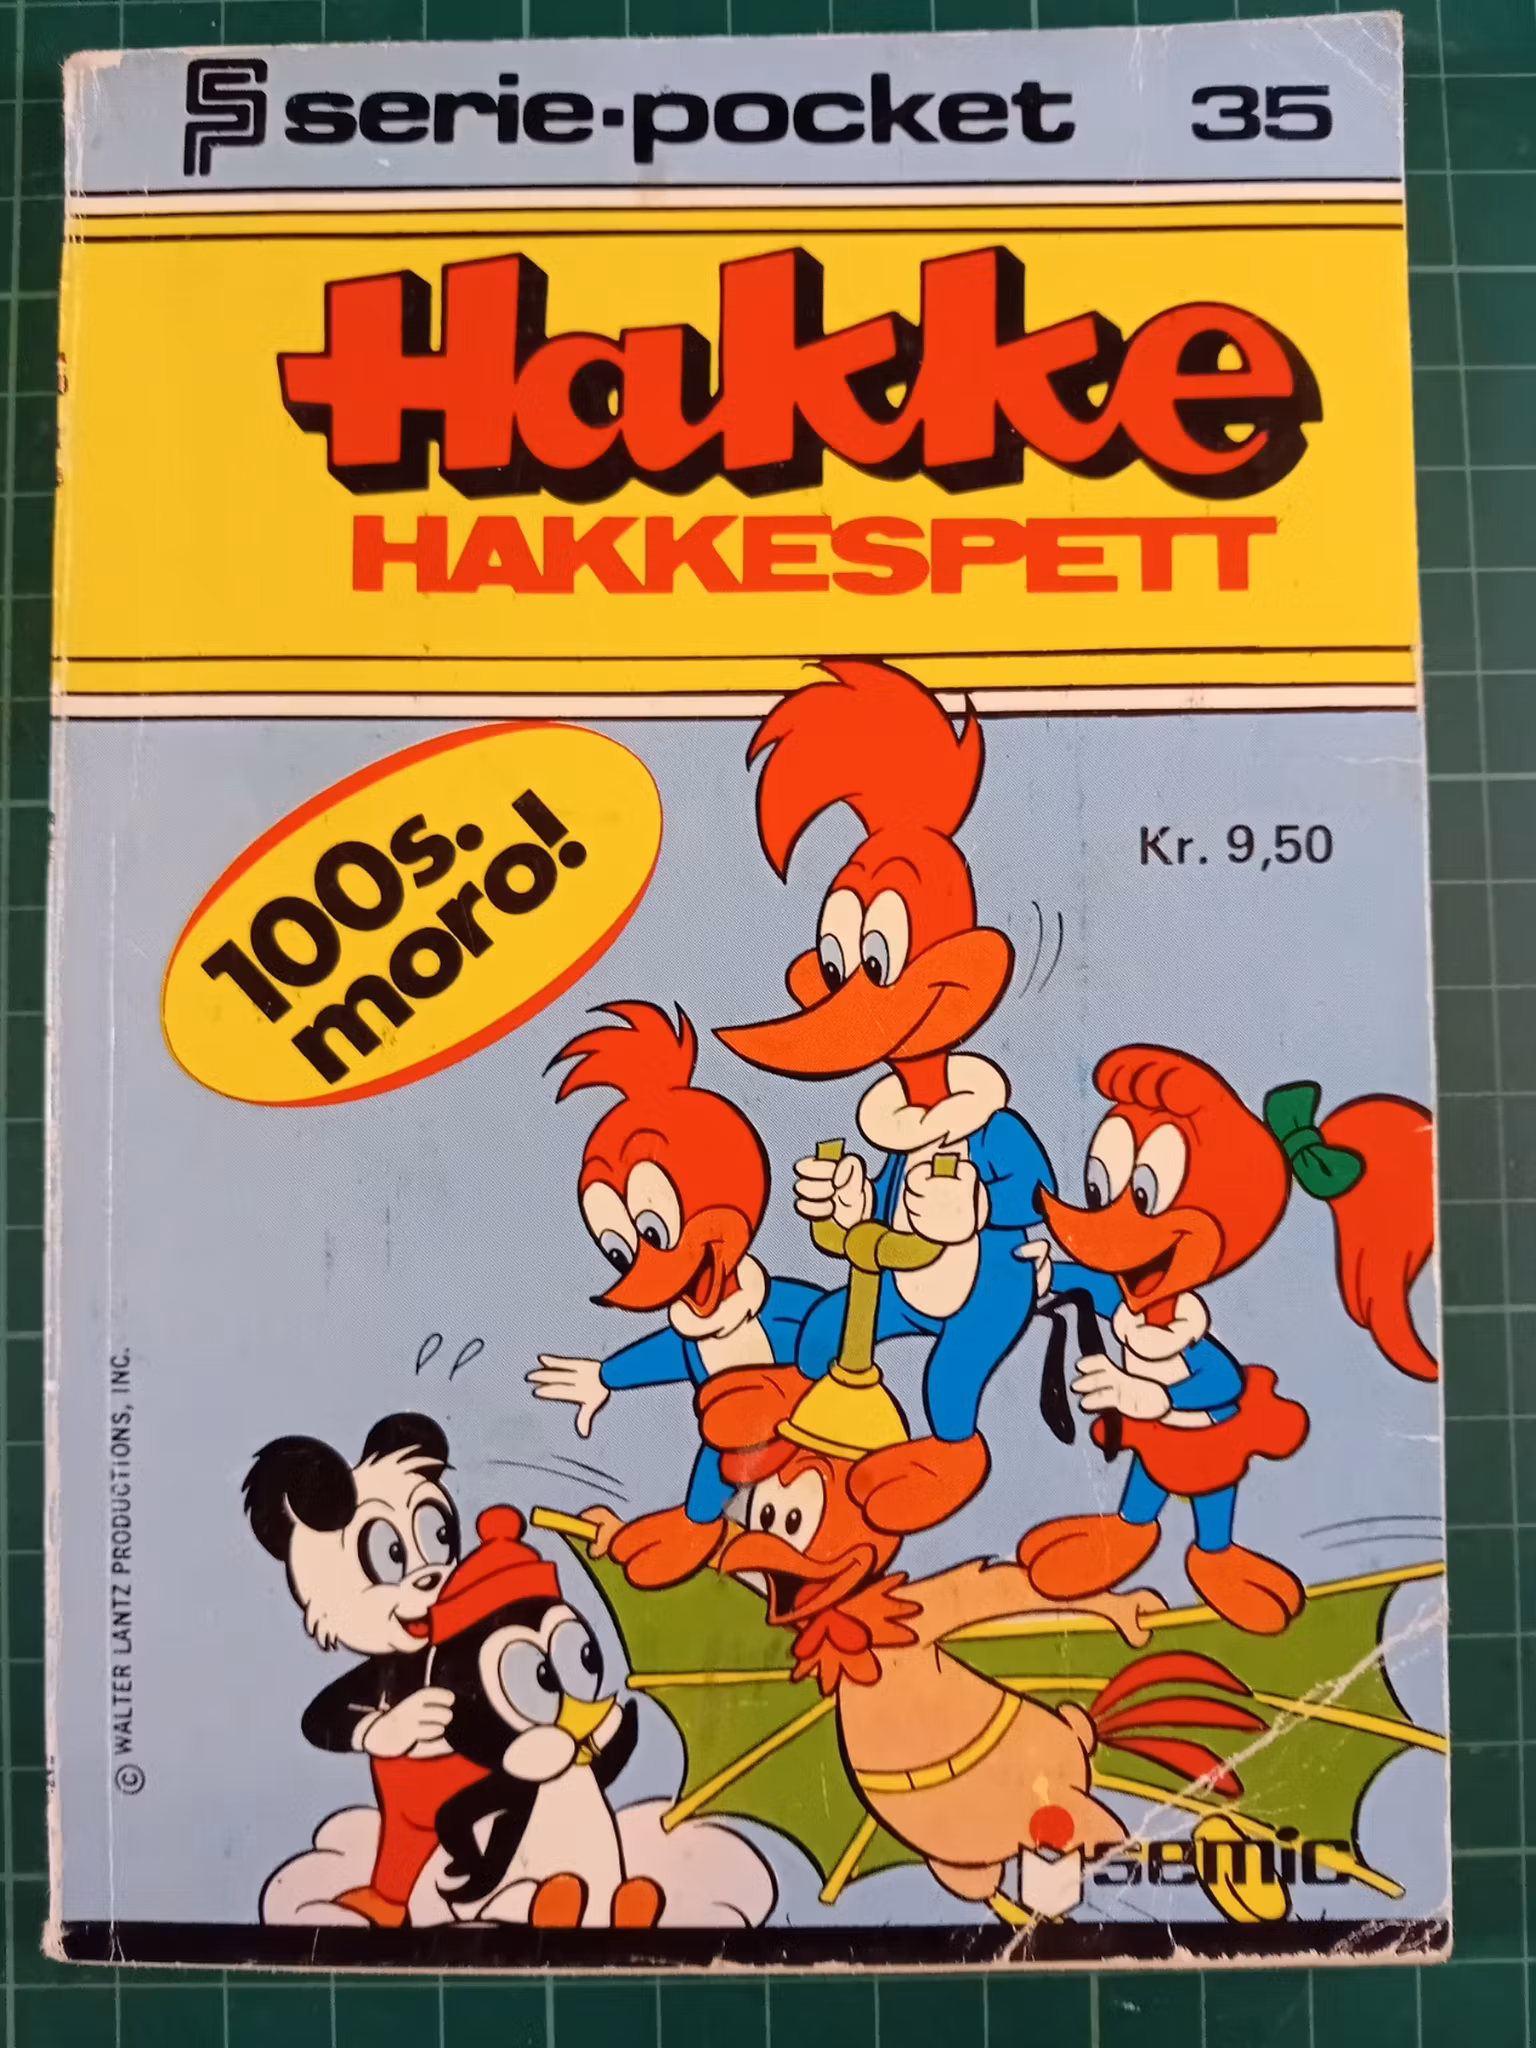 serie-pocket 35
Hakke
HAKKESPETT
100s.
moro!
Kr. 9,50
© WALTER LANTZ PRODUCTIONS, INC.
semic